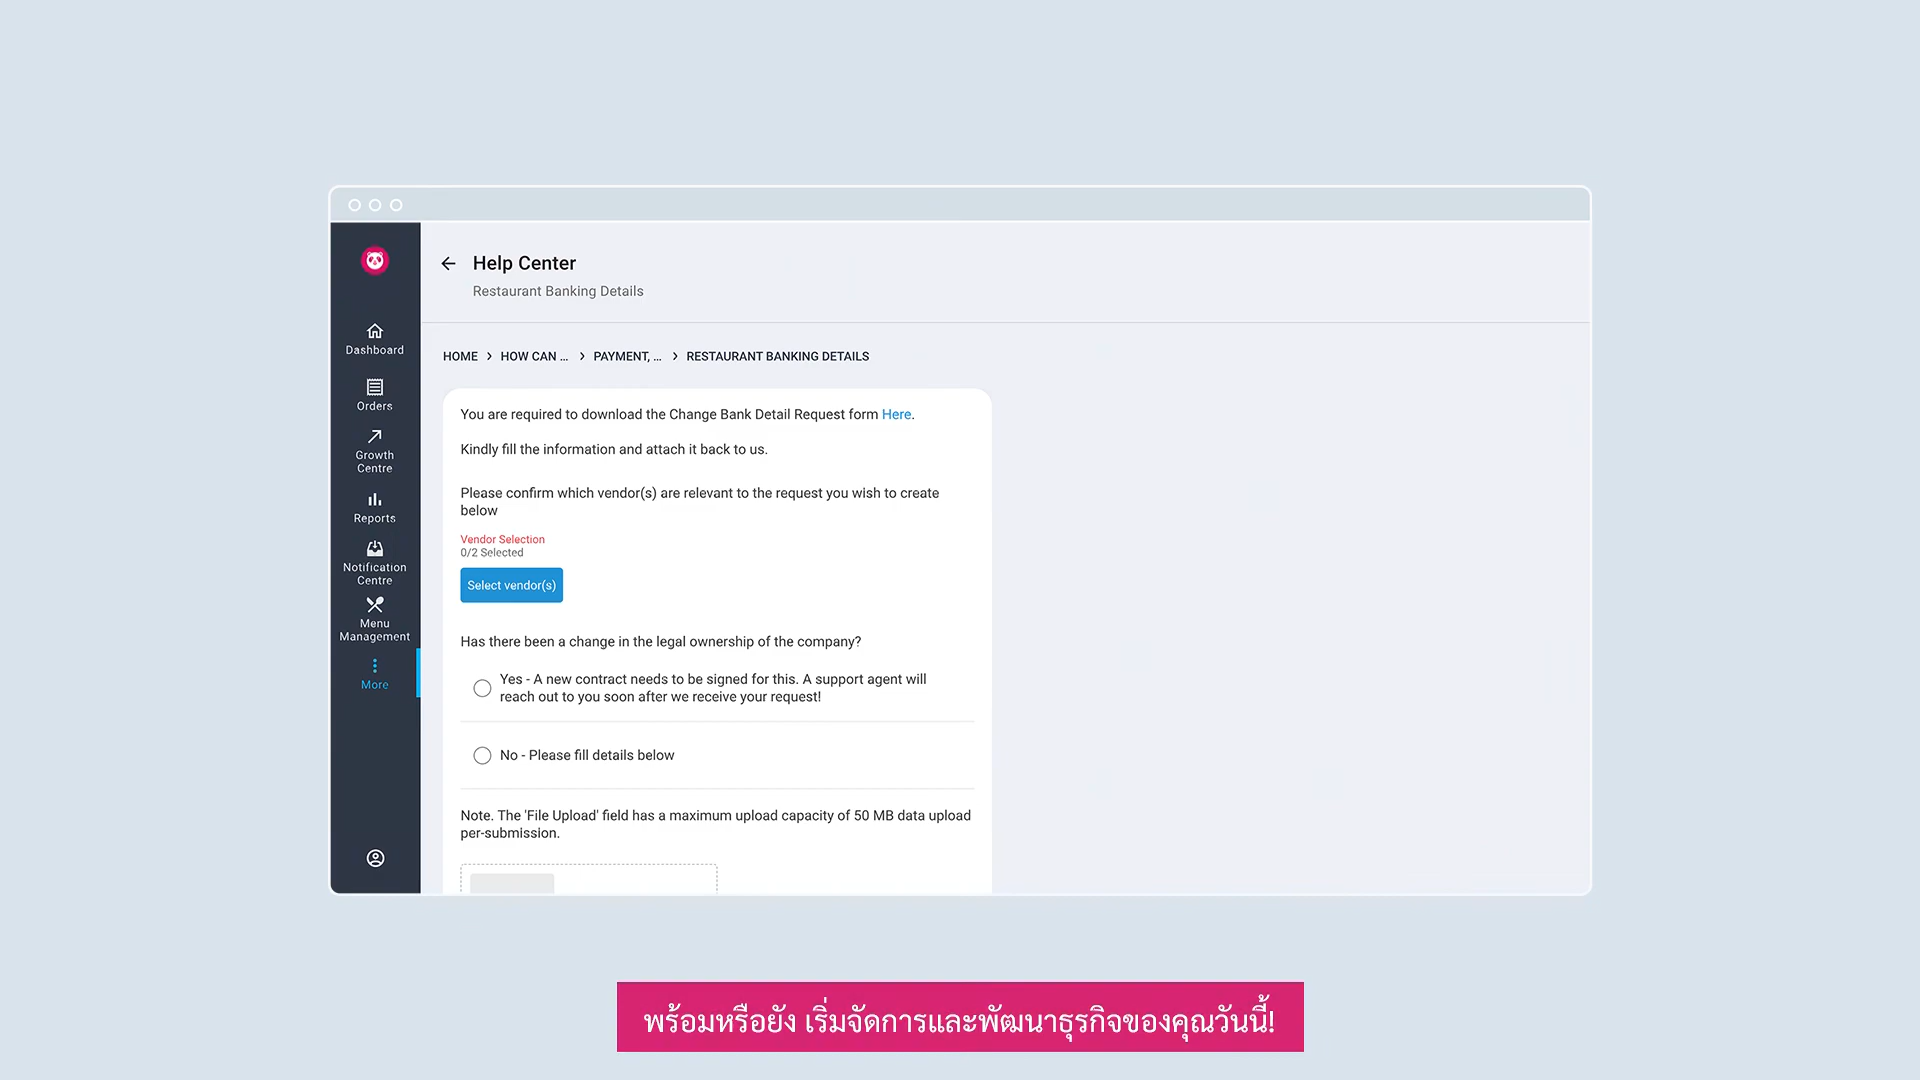 Help Center
Restaurant Banking Details
Dashboard
Orders
Growth
Centre
Reports
Notification
Centre
Menu
Management
More
HOME > HOW CAN ... > PAYMENT, ... > RESTAURANT BANKING DETAILS
You are required to download the Change Bank Detail Request form Here.
Kindly fill the information and attach it back to us.
Please confirm which vendor(s) are relevant to the request you wish to create
below
Vendor Selection
0/2 Selected
Select vendor(s)
Has there been a change in the legal ownership of the company?
Yes - A new contract needs to be signed for this. A support agent will
reach out to you soon after we receive your request!
No - Please fill details below
Note. The 'File Upload' field has a maximum upload capacity of 50 MB data upload
per-submission.
พร้อมหรือยัง เริ่มจัดการและพัฒนาธุรกิจของคุณวันนี้!